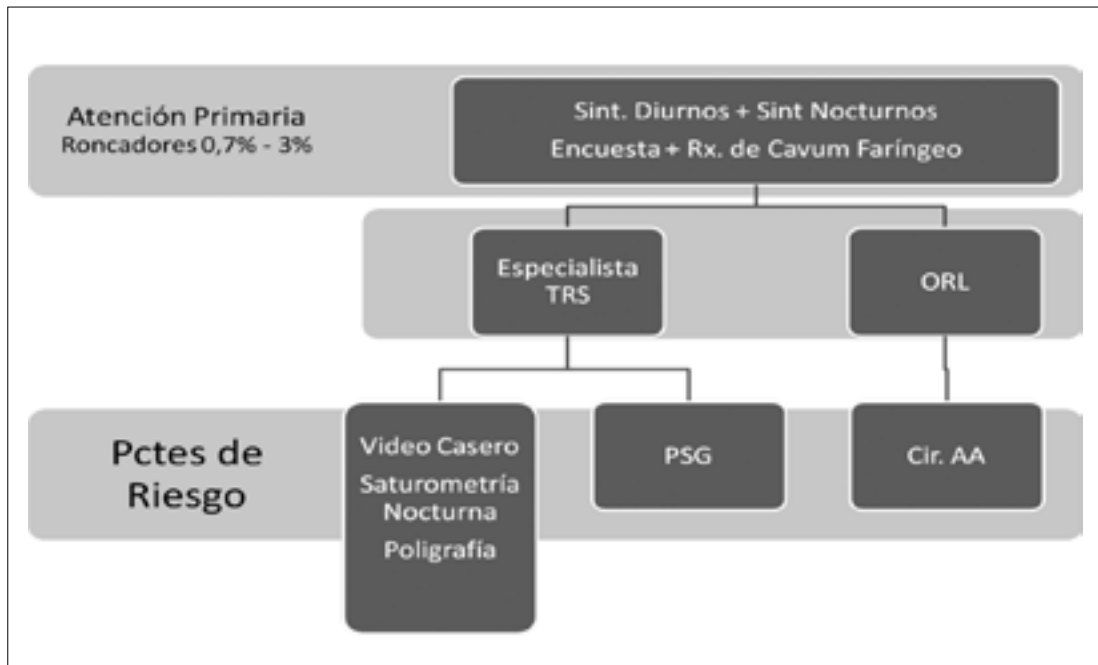 Atención Primaria
Roncadores 0,7% - 3%
Sint. Diurnos + Sint Nocturnos
Encuesta + Rx. de Cavum Faríngeo
Especialista
TRS
ORL
Pctes de
Riesgo
Video Casero
Saturometría
Nocturna
Poligrafía
PSG
Cir. AA